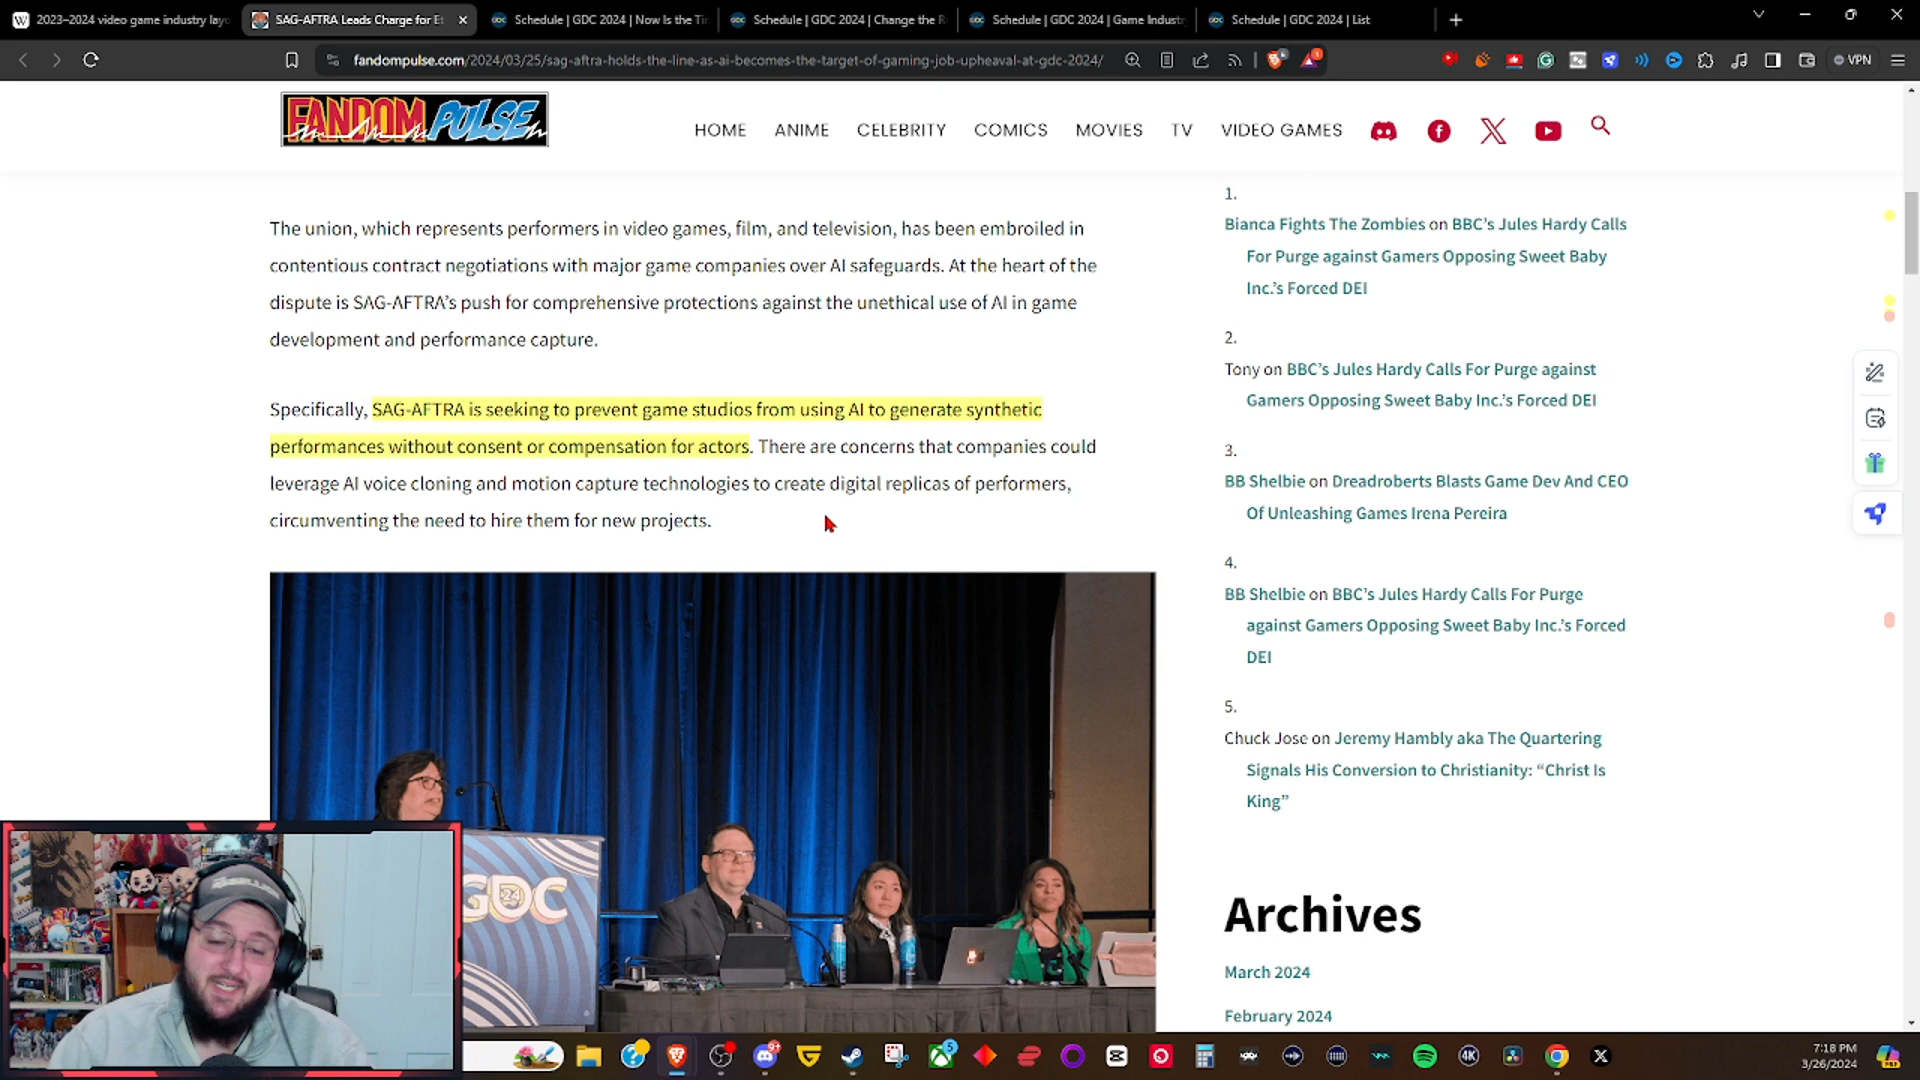 2023–2024 video game industry layo
SAG-AFTRA Leads Charge for Et
Schedule | GDC 2024 | Now Is the Tir
Schedule | GDC 2024 | Change the R
Schedule | GDC 2024 | Game Industr
Schedule | GDC 2024 | List
fandompulse.com/2024/03/25/sag-aftra-holds-the-line-as-ai-becomes-the-target-of-gaming-job-upheaval-at-gdc-2024/
VPN
FANDOM PULSE
HOME
ANIME
CELEBRITY
COMICS
MOVIES
TV
VIDEO GAMES
The union, which represents performers in video games, film, and television, has been embroiled in
contentious contract negotiations with major game companies over AI safeguards. At the heart of the
dispute is SAG-AFTRA’s push for comprehensive protections against the unethical use of AI in game
development and performance capture.
Specifically, SAG-AFTRA is seeking to prevent game studios from using AI to generate synthetic
performances without consent or compensation for actors. There are concerns that companies could
leverage AI voice cloning and motion capture technologies to create digital replicas of performers,
circumventing the need to hire them for new projects.
GDC
24
1.
Bianca Fights The Zombies on BBC’s Jules Hardy Calls
For Purge against Gamers Opposing Sweet Baby
Inc.’s Forced DEI
2.
Tony on BBC’s Jules Hardy Calls For Purge against
Gamers Opposing Sweet Baby Inc.’s Forced DEI
3.
BB Shelbie on Dreadroberts Blasts Game Dev And CEO
Of Unleashing Games Irena Pereira
4.
BB Shelbie on BBC’s Jules Hardy Calls For Purge
against Gamers Opposing Sweet Baby Inc.’s Forced
DEI
5.
Chuck Jose on Jeremy Hambly aka The Quartering
Signals His Conversion to Christianity: “Christ Is
King”
Archives
March 2024
February 2024
9+
5
4K
7:18 PM
3/26/2024